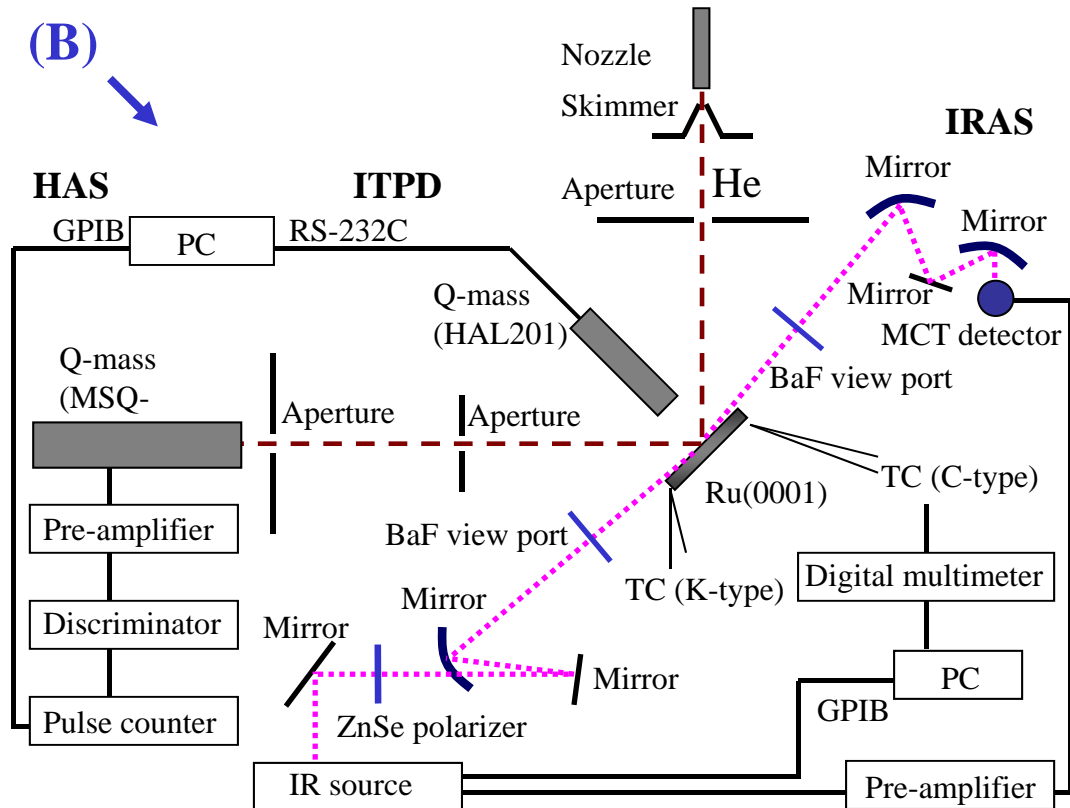 (B)
Nozzle
Skimmer
IRAS
Mirror
HAS
ITPD
Aperture
He
Mirror
GPIB
PC
RS-232C
Q-mass
(HAL201)
Mirror
MCT detector
Q-mass
(MSQ-
BaF view port
Aperture
Aperture
TC (C-type)
Ru(0001)
Pre-amplifier
BaF view port
TC (K-type)
Digital multimeter
Mirror
Discriminator
Mirror
Mirror
PC
GPIB
Pulse counter
ZnSe polarizer
IR source
Pre-amplifier